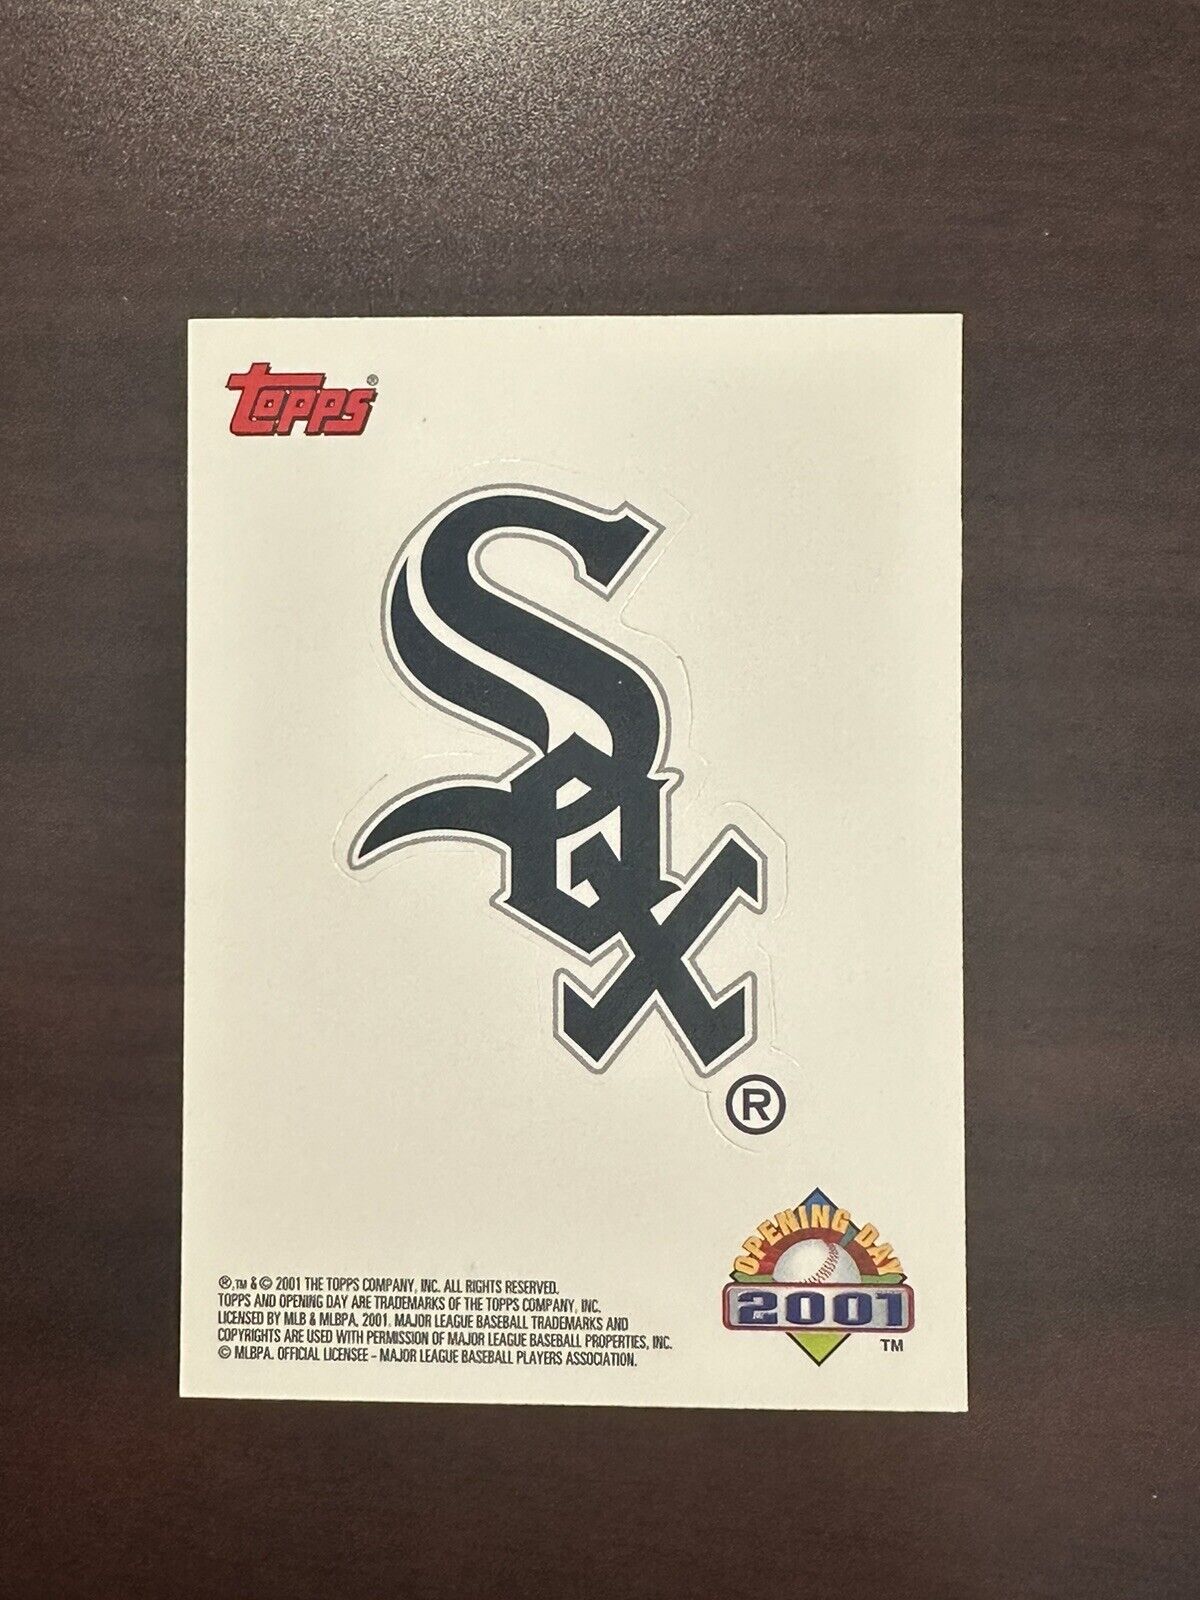 Topps®
Sox
®
OPENING DAY
2001
TM
®,TM & © 2001 THE TOPPS COMPANY, INC. ALL RIGHTS RESERVED.
TOPPS AND OPENING DAY ARE TRADEMARKS OF THE TOPPS COMPANY, INC.
LICENSED BY MLB & MLBPA, 2001. MAJOR LEAGUE BASEBALL TRADEMARKS AND
COPYRIGHTS ARE USED WITH PERMISSION OF MAJOR LEAGUE BASEBALL PROPERTIES, INC.
© MLBPA. OFFICIAL LICENSEE – MAJOR LEAGUE BASEBALL PLAYERS ASSOCIATION.